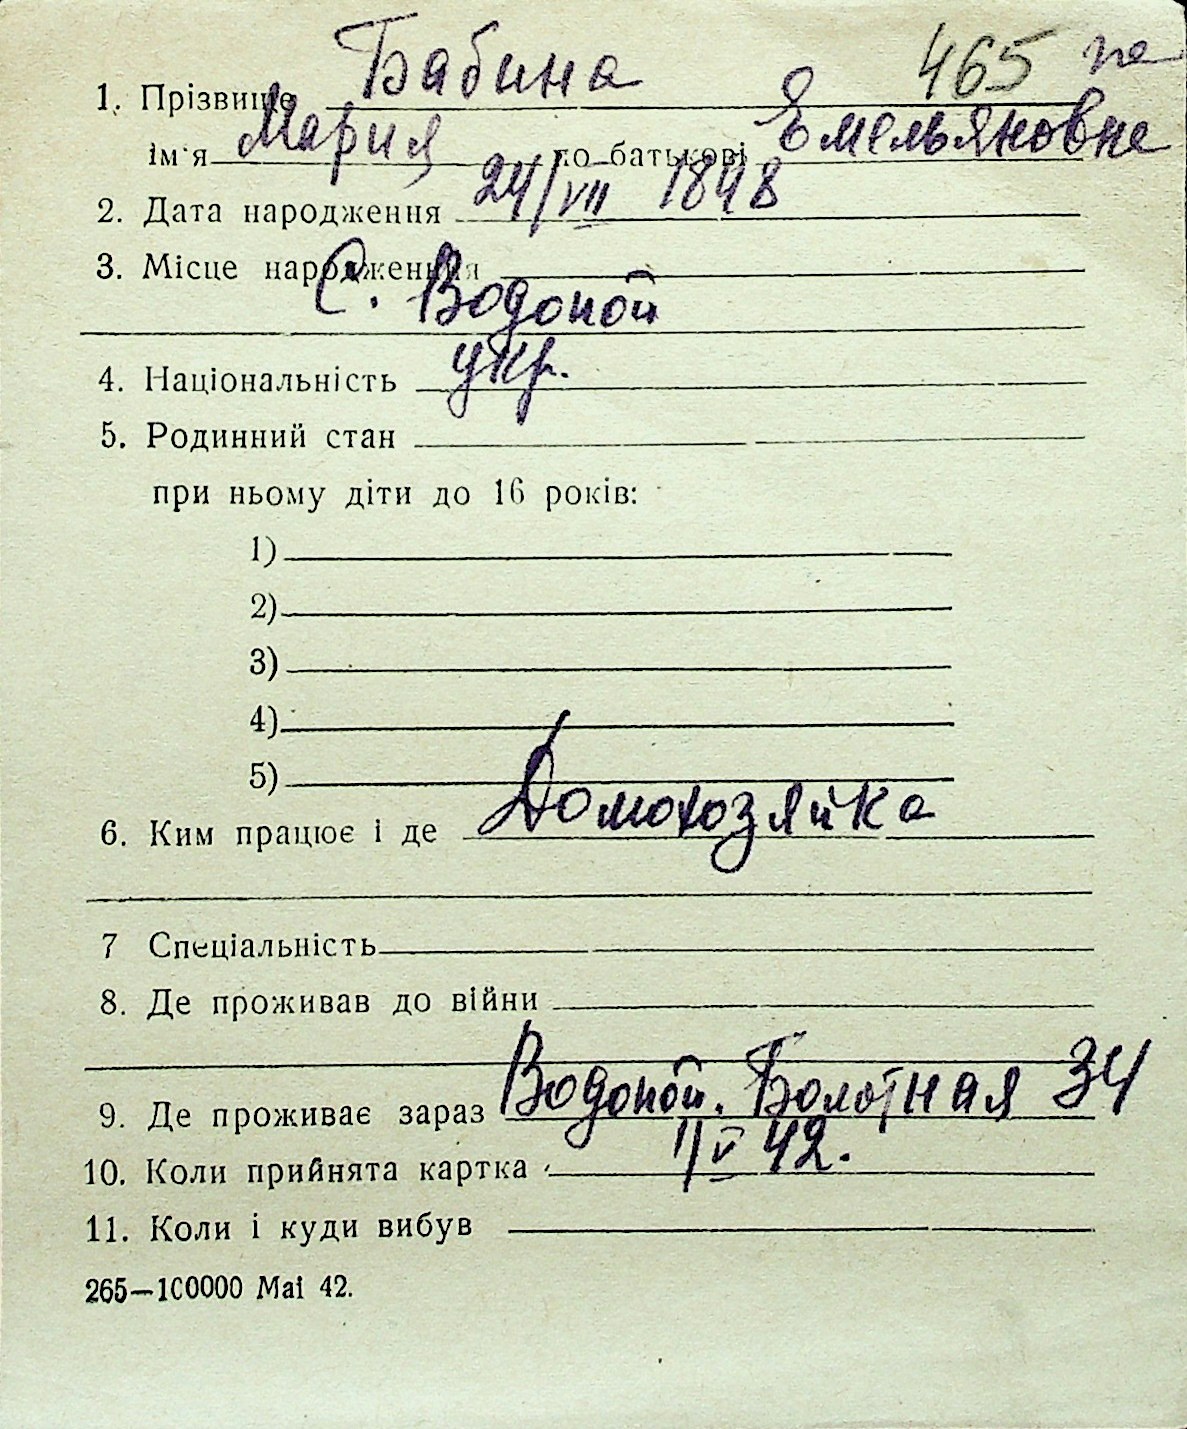 1. Прізвище Бабина 465 па
ім'я Мария по батькові Емельяновна
2. Дата народження 24/VII 1898
3. Місце народження
С. Водопой
4. Національність укр.
5. Родинний стан
при ньому діти до 16 років:
1)
2)
3)
4)
5)
6. Ким працює і де Домохозяйка
7 Спеціальність
8. Де проживав до війни
9. Де проживає зараз Водопой. Болотная 34
10. Коли прийнята картка 1/V 42.
11. Коли і куди вибув
265—100000 Mai 42.